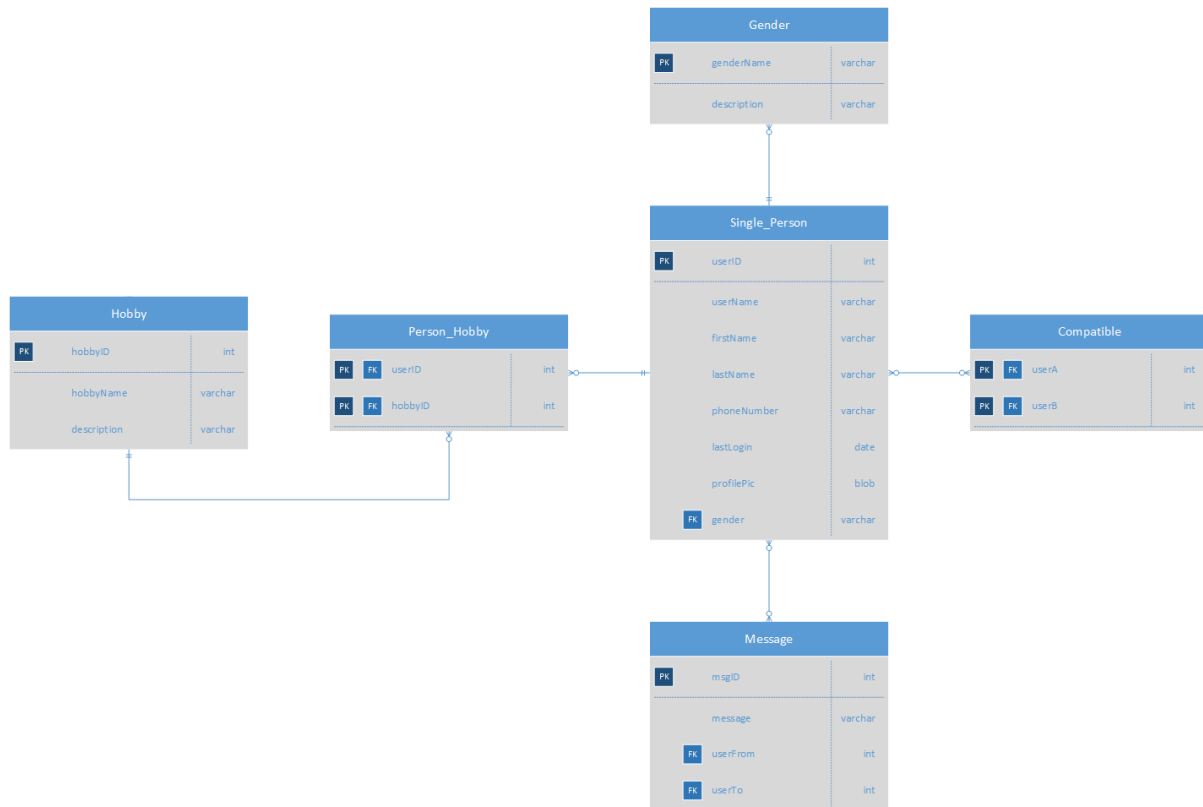 Gender
PK genderName varchar
description varchar
Single_Person
PK userID int
userName varchar
firstName varchar
lastName varchar
phoneNumber varchar
lastLogin date
profilePic blob
FK gender varchar
Hobby
PK hobbyID int
hobbyName varchar
description varchar
Person_Hobby
PK FK userID int
PK FK hobbyID int
Compatible
PK FK userA int
PK FK userB int
Message
PK msgID int
message varchar
FK userFrom int
FK userTo int